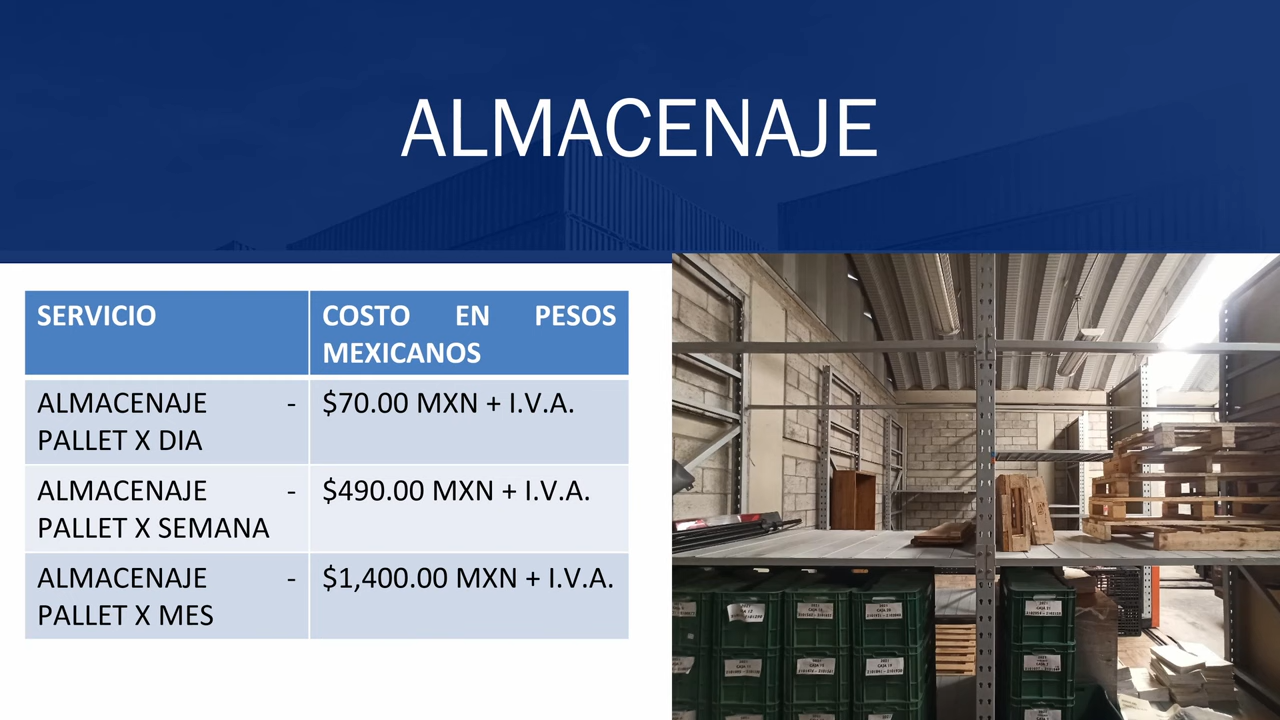 ALMACENAJE
SERVICIO
COSTO EN PESOS
MEXICANOS
ALMACENAJE -
PALLET X DIA
$70.00 MXN + I.V.A.
ALMACENAJE -
PALLET X SEMANA
$490.00 MXN + I.V.A.
ALMACENAJE -
PALLET X MES
$1,400.00 MXN + I.V.A.